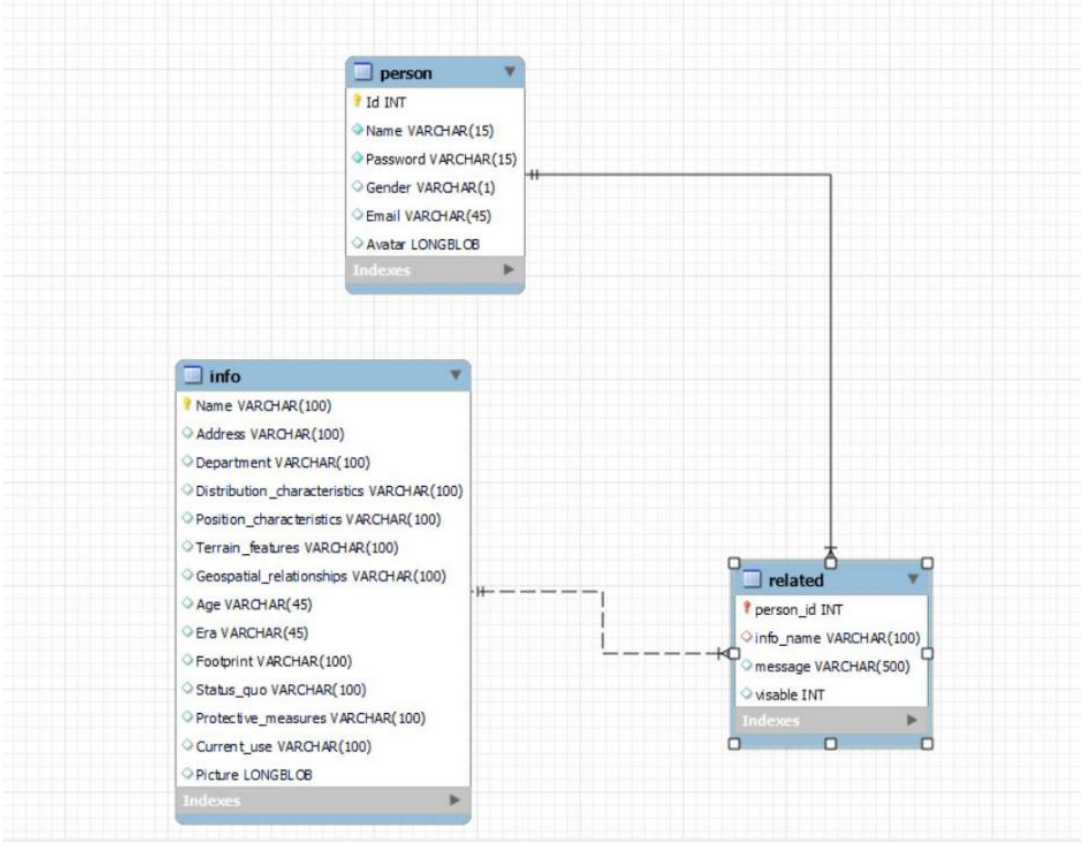 person
Id INT
Name VARCHAR(15)
Password VARCHAR(15)
Gender VARCHAR(1)
Email VARCHAR(45)
Avatar LONGBLOB
Indexes
info
Name VARCHAR(100)
Address VARCHAR(100)
Department VARCHAR(100)
Distribution_characteristics VARCHAR(100)
Position_characteristics VARCHAR(100)
Terrain_features VARCHAR(100)
Geospatial_relationships VARCHAR(100)
Age VARCHAR(45)
Era VARCHAR(45)
Footprint VARCHAR(100)
Status_quo VARCHAR(100)
Protective_measures VARCHAR(100)
Current_use VARCHAR(100)
Picture LONGBLOB
Indexes
related
person_id INT
info_name VARCHAR(100)
message VARCHAR(500)
visable INT
Indexes